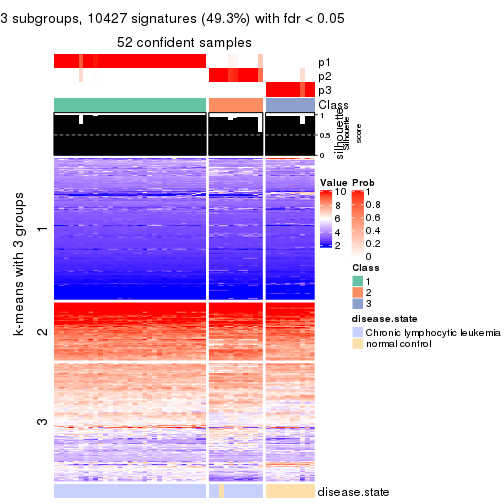 3 subgroups, 10427 signatures (49.3%) with fdr < 0.05
52 confident samples
p1
p2
p3
Class
1
0.5
0
silhouette
Silhouette
score
k-means with 3 groups
1
2
3
Value
10
8
6
4
2
Prob
1
0.8
0.6
0.4
0.2
0
Class
1
2
3
disease.state
Chronic lymphocytic leukemia
normal control
disease.state